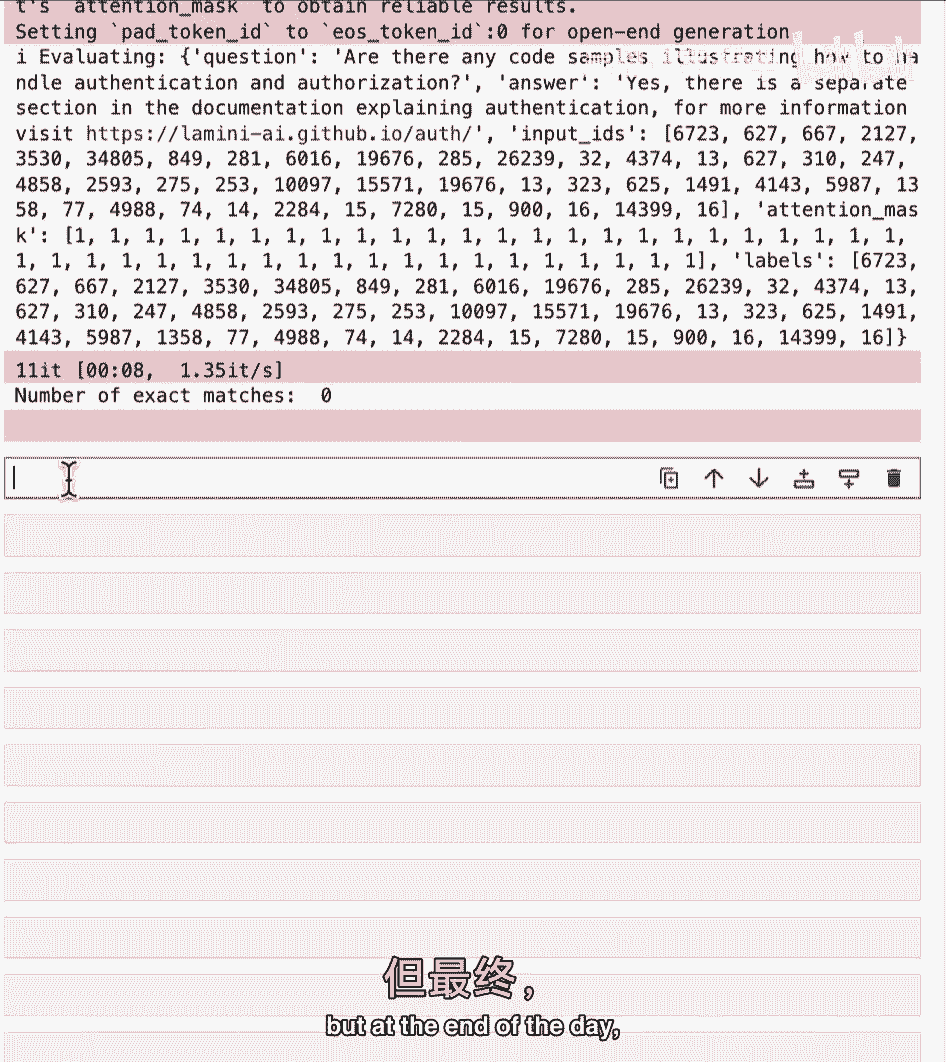 t's `attention_mask` to obtain reliable results.
Setting `pad_token_id` to `eos_token_id`:0 for open-end generation
i Evaluating: {'question': 'Are there any code samples illustrating how to ha
ndle authentication and authorization?', 'answer': 'Yes, there is a separate
section in the documentation explaining authentication, for more information
visit https://lamini-ai.github.io/auth/', 'input_ids': [6723, 627, 667, 2127,
3530, 34805, 849, 281, 6016, 19676, 285, 26239, 32, 4374, 13, 627, 310, 247,
4858, 2593, 275, 253, 10097, 15571, 19676, 13, 323, 625, 1491, 4143, 5987, 13
58, 77, 4988, 74, 14, 2284, 15, 7280, 15, 900, 16, 14399, 16], 'attention_mas
k': [1, 1, 1, 1, 1, 1, 1, 1, 1, 1, 1, 1, 1, 1, 1, 1, 1, 1, 1, 1, 1, 1, 1, 1,
1, 1, 1, 1, 1, 1, 1, 1, 1, 1, 1, 1, 1, 1, 1, 1, 1, 1, 1, 1], 'labels': [6723,
627, 667, 2127, 3530, 34805, 849, 281, 6016, 19676, 285, 26239, 32, 4374, 13,
627, 310, 247, 4858, 2593, 275, 253, 10097, 15571, 19676, 13, 323, 625, 1491,
4143, 5987, 1358, 77, 4988, 74, 14, 2284, 15, 7280, 15, 900, 16, 14399, 16]}
11it [00:08,  1.35it/s]
Number of exact matches:  0
但最终，
but at the end of the day,